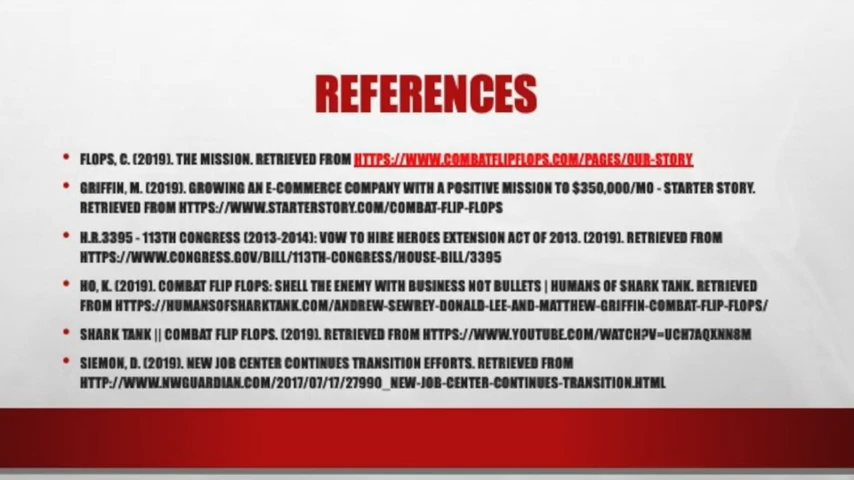 REFERENCES
FLOPS, C. (2019). THE MISSION. RETRIEVED FROM HTTPS://WWW.COMBATFLIPFLOPS.COM/PAGES/OUR-STORY
GRIFFIN, M. (2019). GROWING AN E-COMMERCE COMPANY WITH A POSITIVE MISSION TO $350,000/MO - STARTER STORY.
RETRIEVED FROM HTTPS://WWW.STARTERSTORY.COM/COMBAT-FLIP-FLOPS
H.R.3395 - 113TH CONGRESS (2013-2014): VOW TO HIRE HEROES EXTENSION ACT OF 2013. (2019). RETRIEVED FROM
HTTPS://WWW.CONGRESS.GOV/BILL/113TH-CONGRESS/HOUSE-BILL/3395
HO, K. (2019). COMBAT FLIP FLOPS: SHELL THE ENEMY WITH BUSINESS NOT BULLETS | HUMANS OF SHARK TANK. RETRIEVED
FROM HTTPS://HUMANSOFSHARKTANK.COM/ANDREW-SEWREY-DONALD-LEE-AND-MATTHEW-GRIFFIN-COMBAT-FLIP-FLOPS/
SHARK TANK || COMBAT FLIP FLOPS. (2019). RETRIEVED FROM HTTPS://WWW.YOUTUBE.COM/WATCH?V=UCH7AQXNN8M
SIEMON, D. (2019). NEW JOB CENTER CONTINUES TRANSITION EFFORTS. RETRIEVED FROM
HTTP://WWW.NWGUARDIAN.COM/2017/07/17/27990_NEW-JOB-CENTER-CONTINUES-TRANSITION.HTML